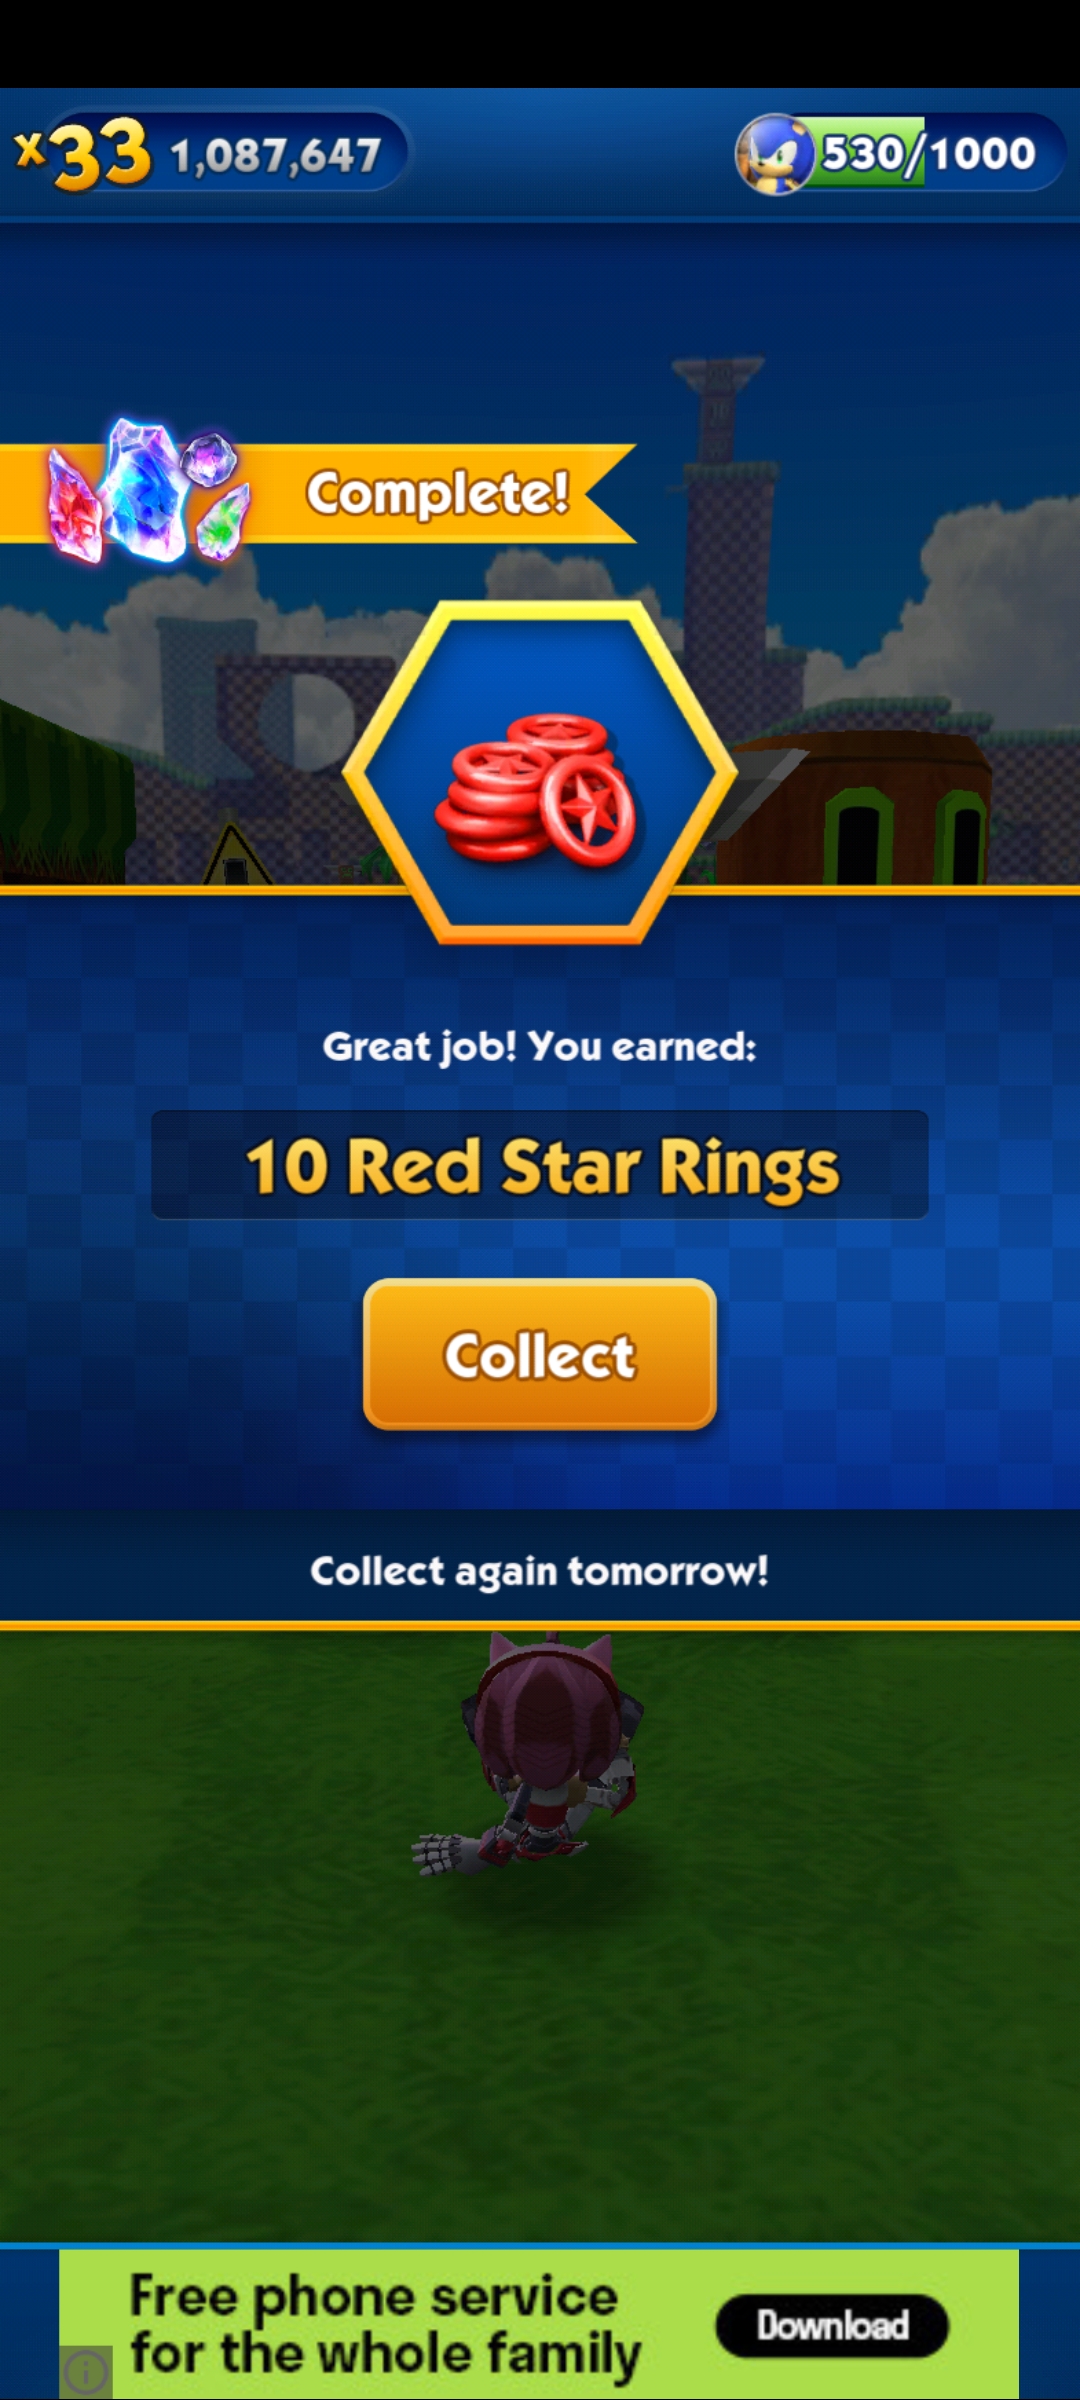 x33 1,087,647
530/1000
Complete!
Great job! You earned:
10 Red Star Rings
Collect
Collect again tomorrow!
Free phone service
for the whole family
Download